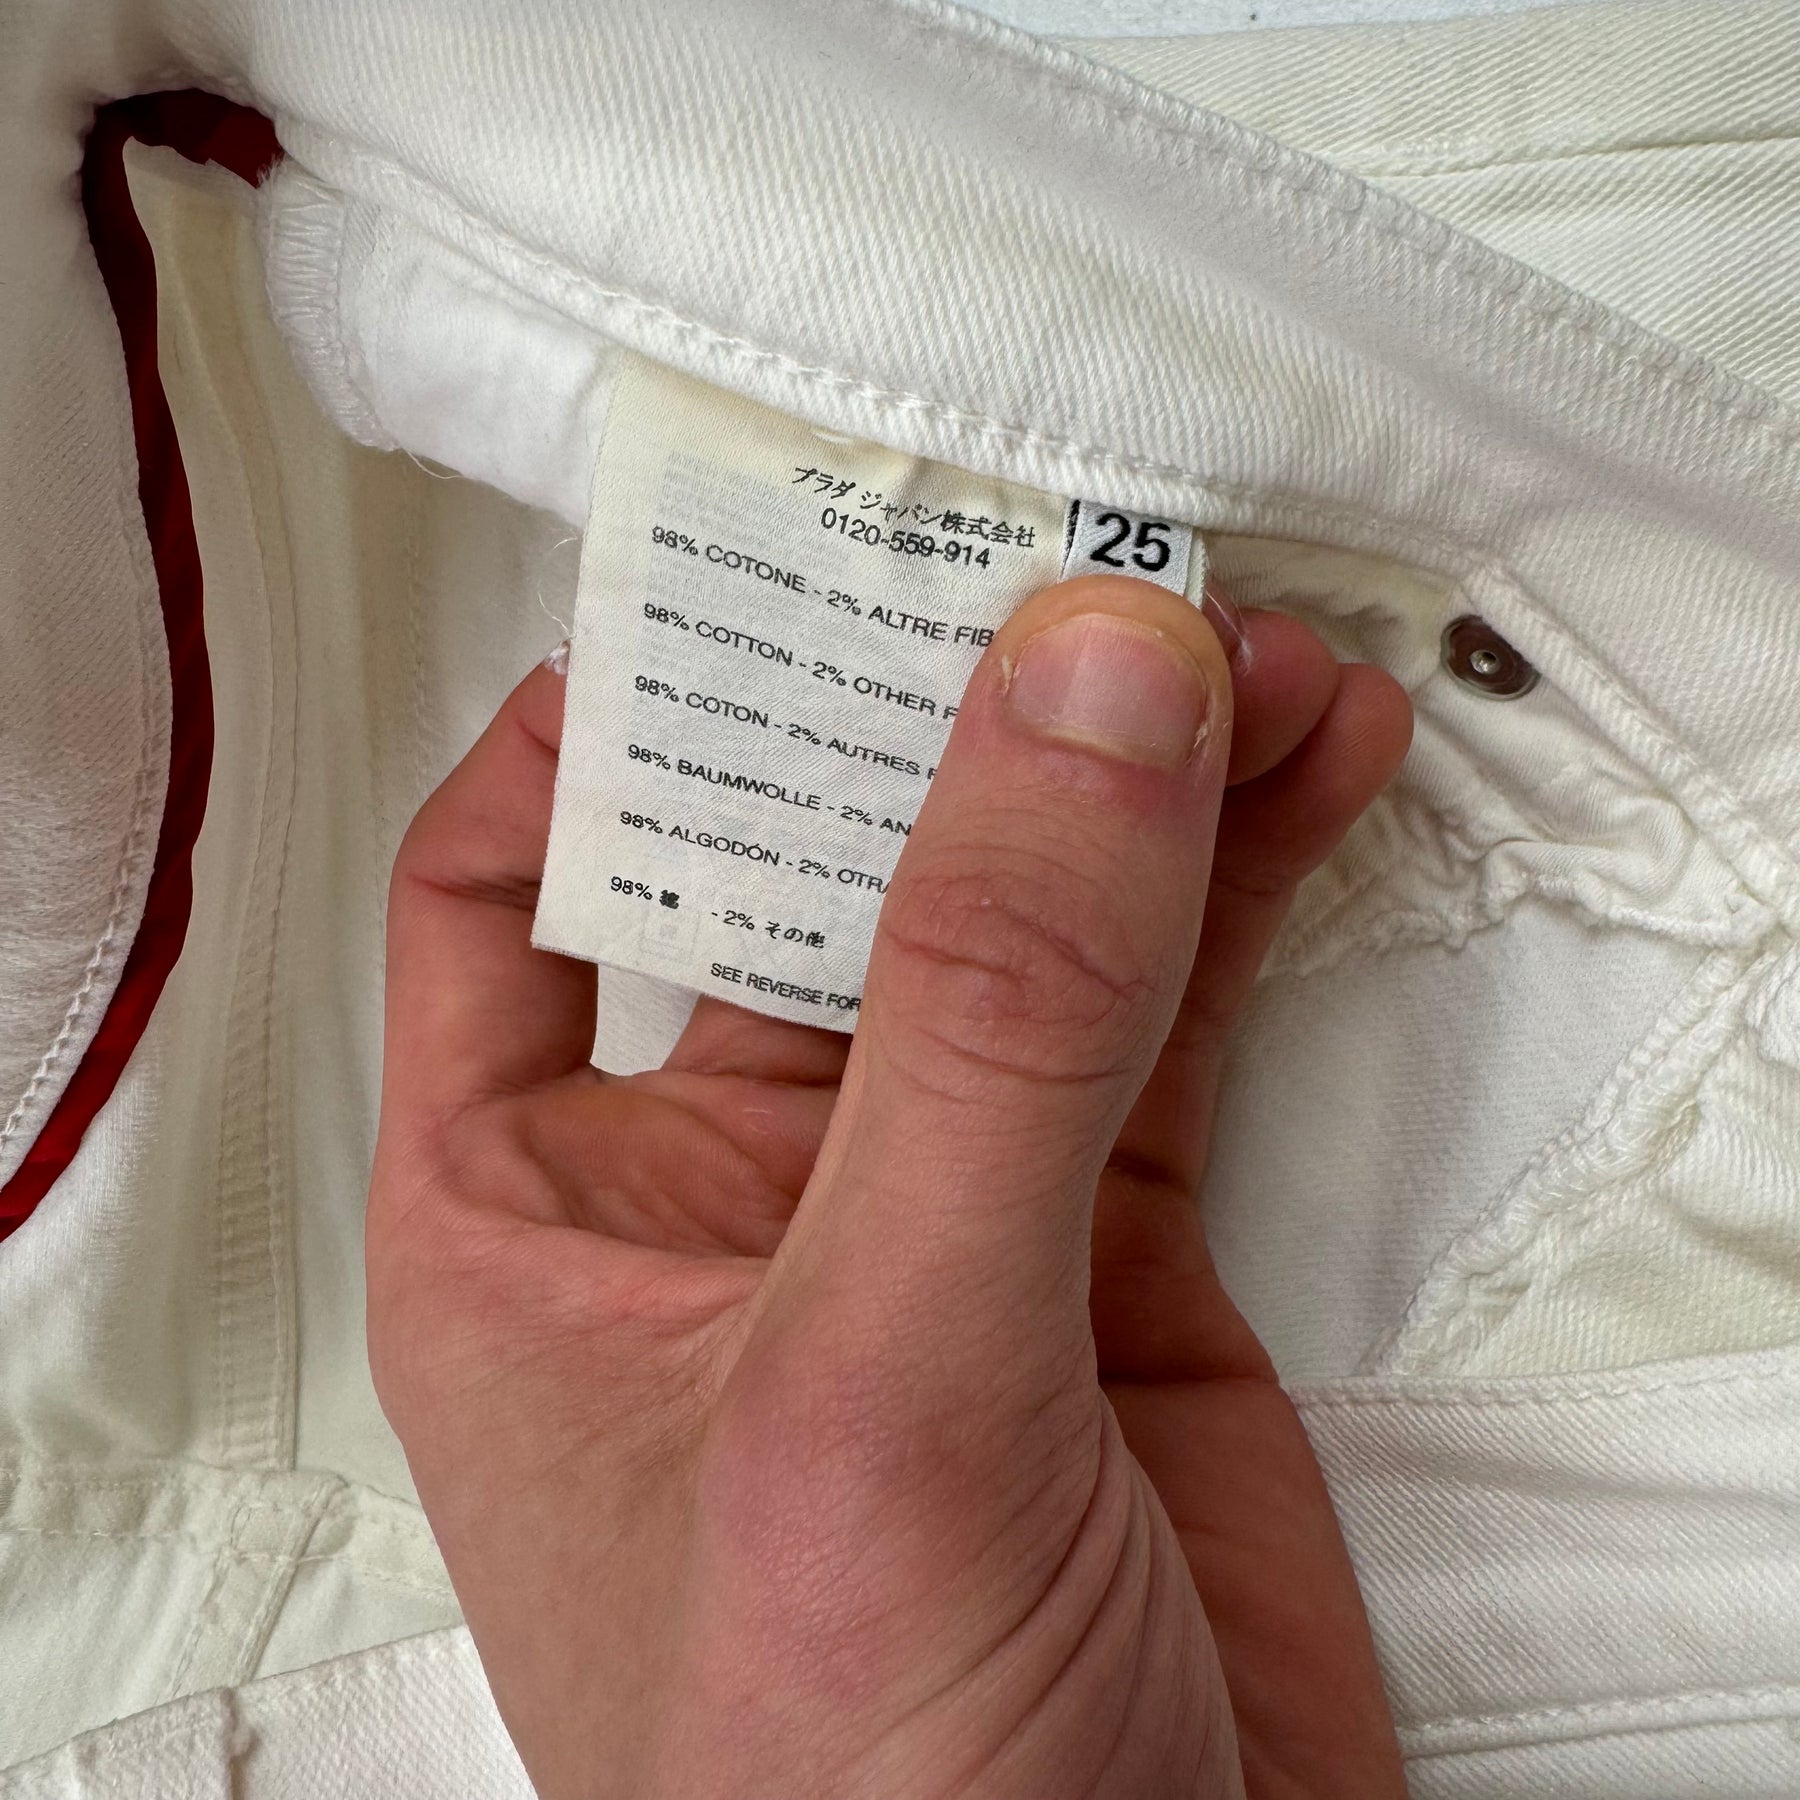 プラダ ジャパン株式会社
0120-559-914
25
98% COTONE - 2% ALTRE FIB
98% COTTON - 2% OTHER F
98% COTON - 2% AUTRES F
98% BAUMWOLLE - 2% AN
98% ALGODÓN - 2% OTRA
98% 綿 - 2% その他
SEE REVERSE FOR